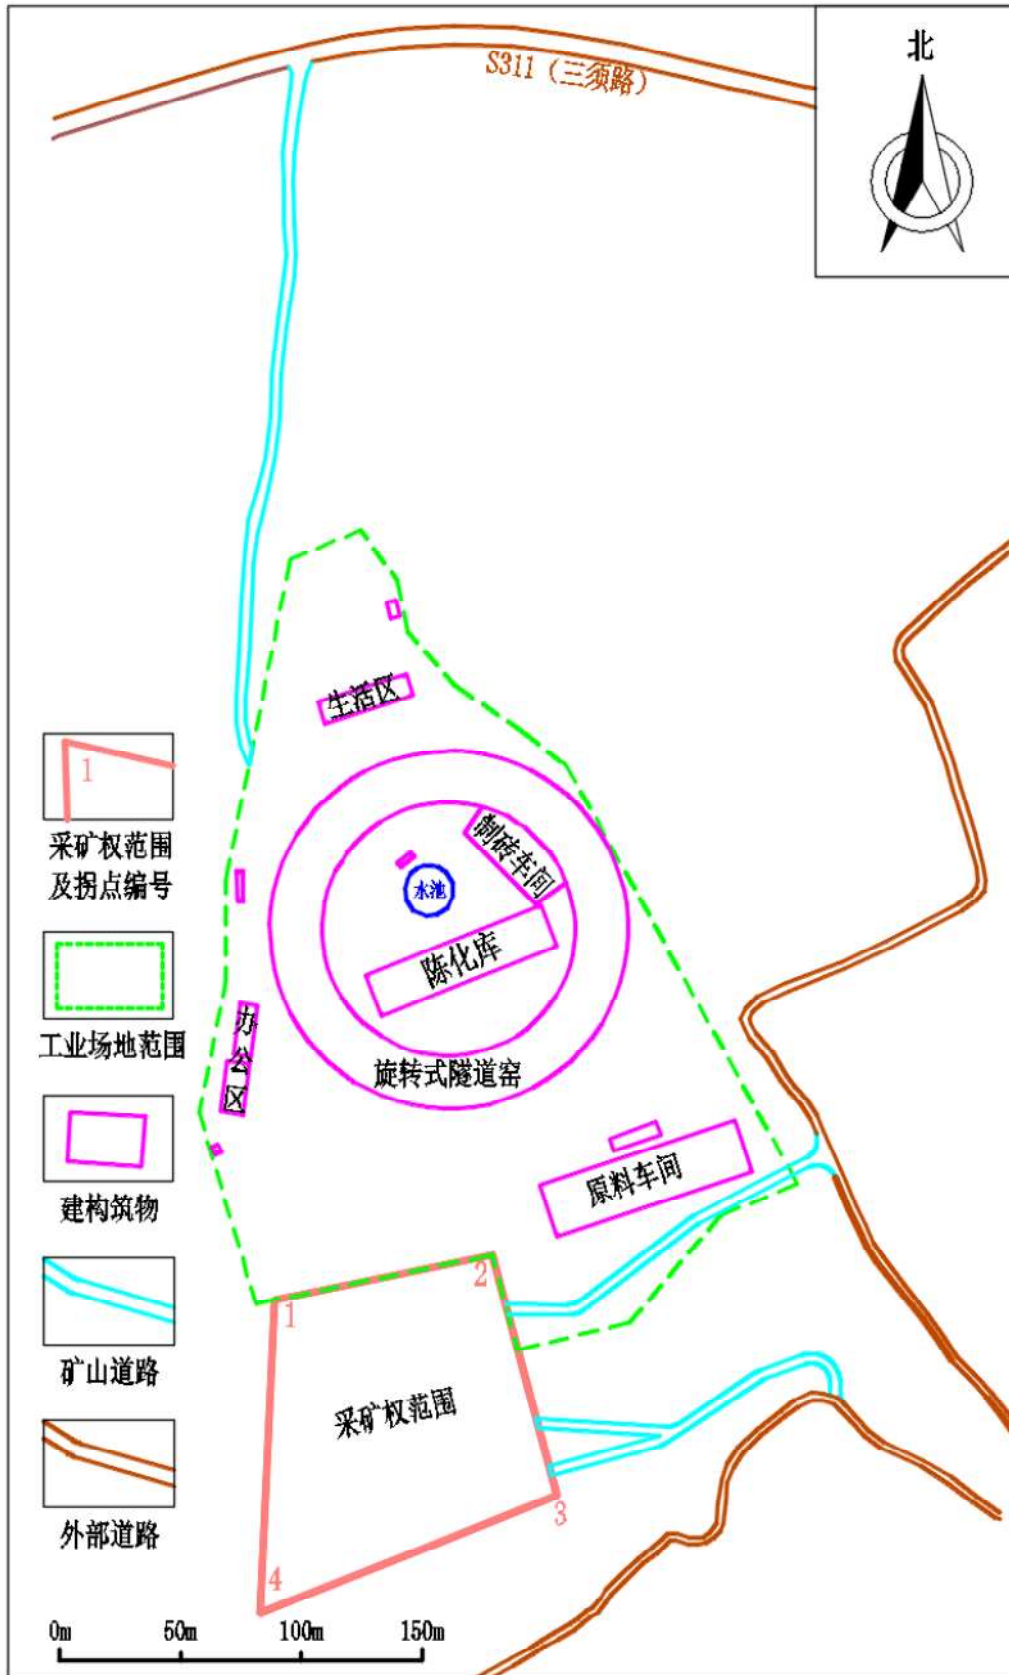 北
S311（三须路）
生活区
制砖车间
水池
陈化库
办公区
旋转式隧道窑
原料车间
1
2
3
4
采矿权范围
1
采矿权范围
及拐点编号
工业场地范围
建构筑物
矿山道路
外部道路
0m 50m 100m 150m